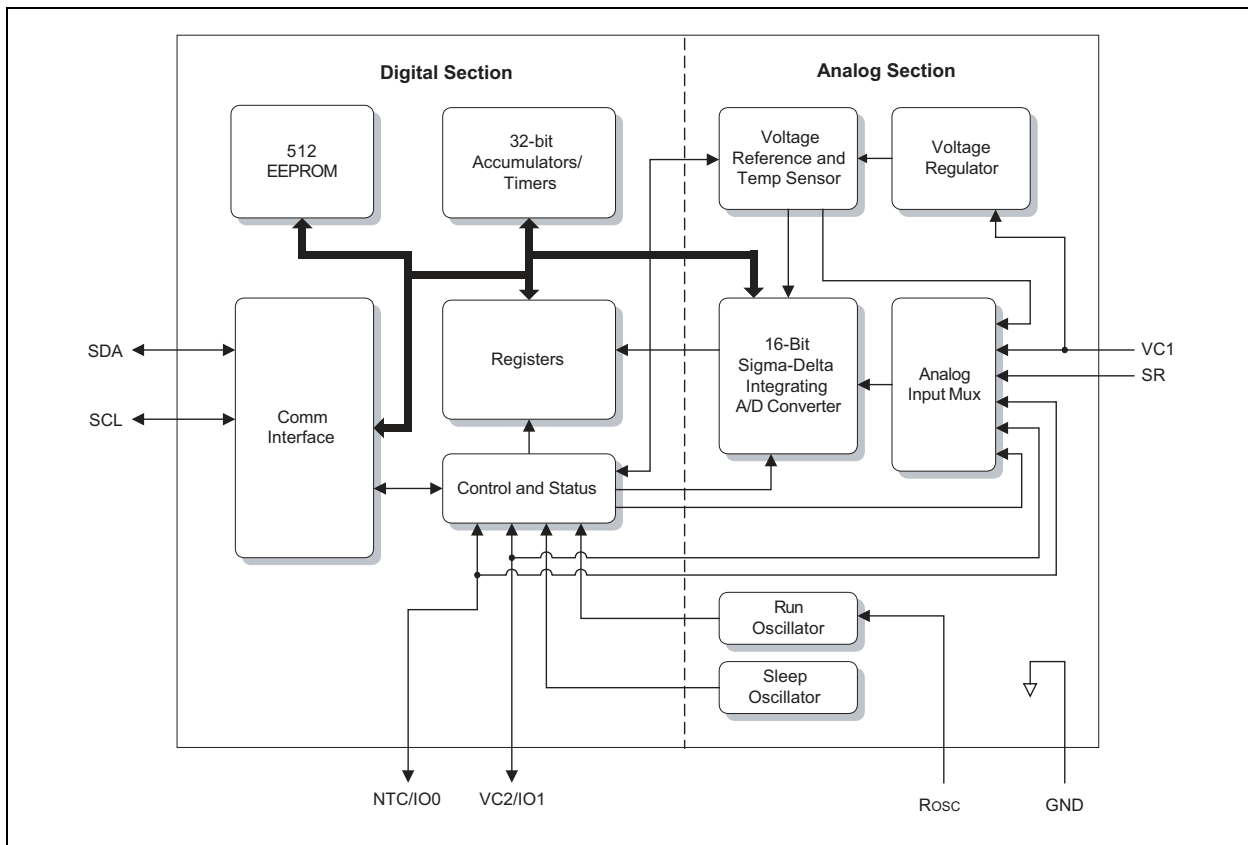 Digital Section
Analog Section
512
EEPROM
32-bit
Accumulators/
Timers
Voltage
Reference and
Temp Sensor
Voltage
Regulator
SDA
SCL
Comm
Interface
Registers
16-Bit
Sigma-Delta
Integrating
A/D Converter
Analog
Input Mux
VC1
SR
Control and Status
Run
Oscillator
Sleep
Oscillator
NTC/IO0
VC2/IO1
ROSC
GND